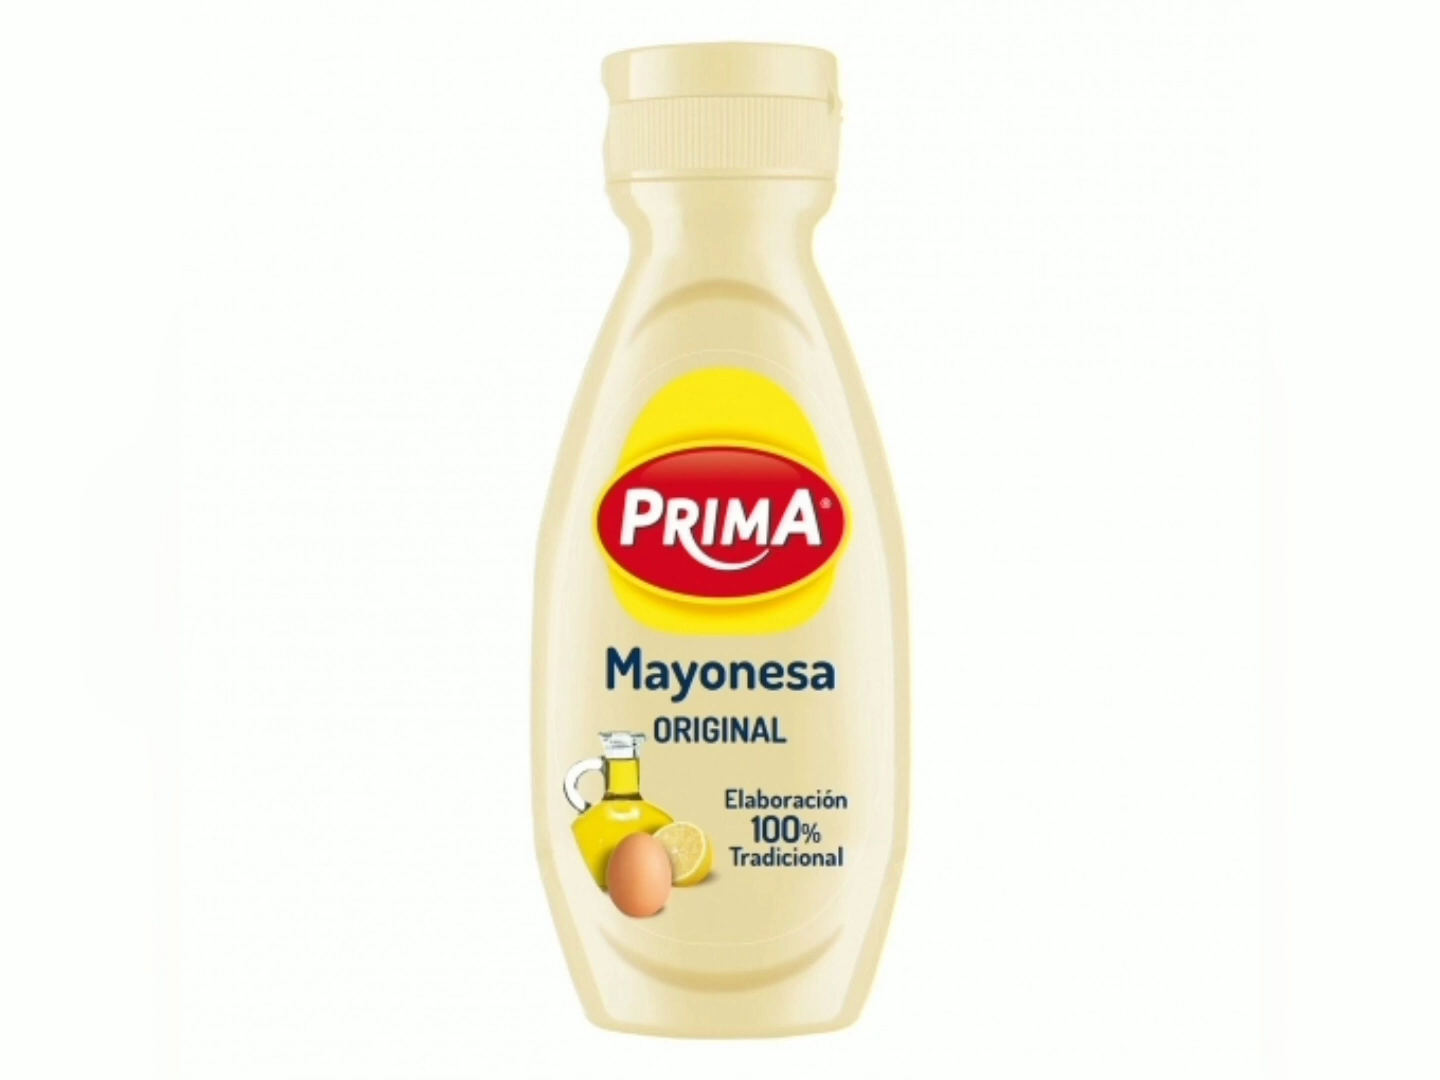 PRIMA®
Mayonesa
ORIGINAL
Elaboración
100%
Tradicional